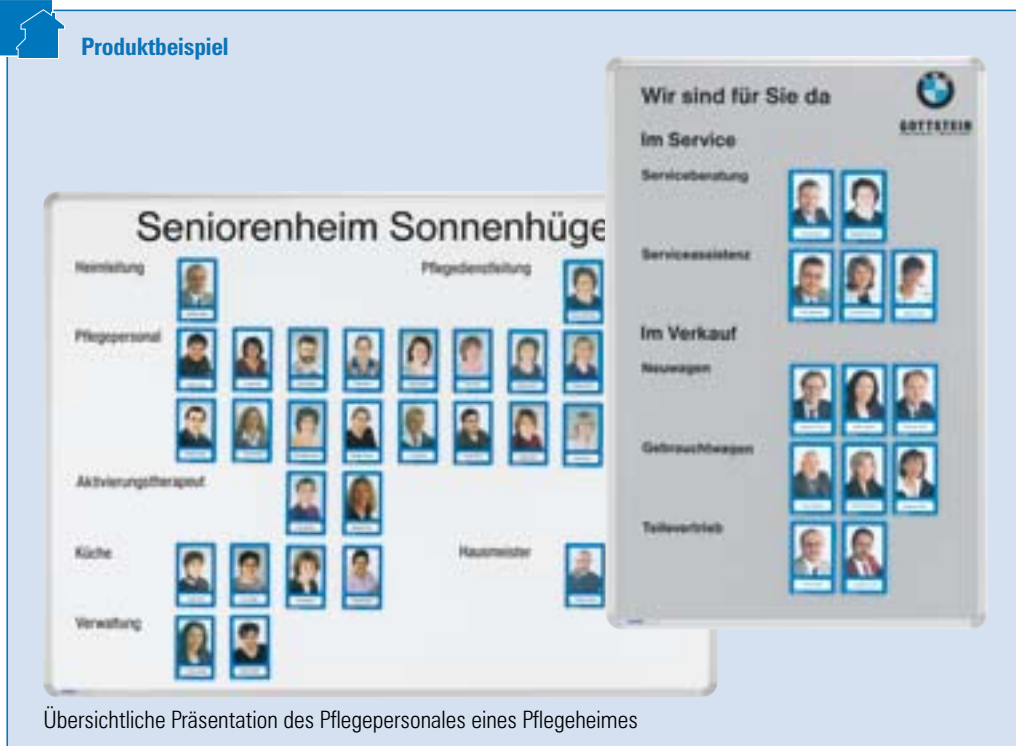 Produktbeispiel
Wir sind für Sie da
GOTTSTEIN
Im Service
Serviceberatung
Serviceassistenz
Im Verkauf
Neuwagen
Gebrauchtwagen
Teilevertrieb
Seniorenheim Sonnenhüge
Heimleitung
Pflegedienstleitung
Pflegepersonal
Aktivierungstherapeut
Küche
Hausmeister
Verwaltung
Übersichtliche Präsentation des Pflegepersonales eines Pflegeheimes